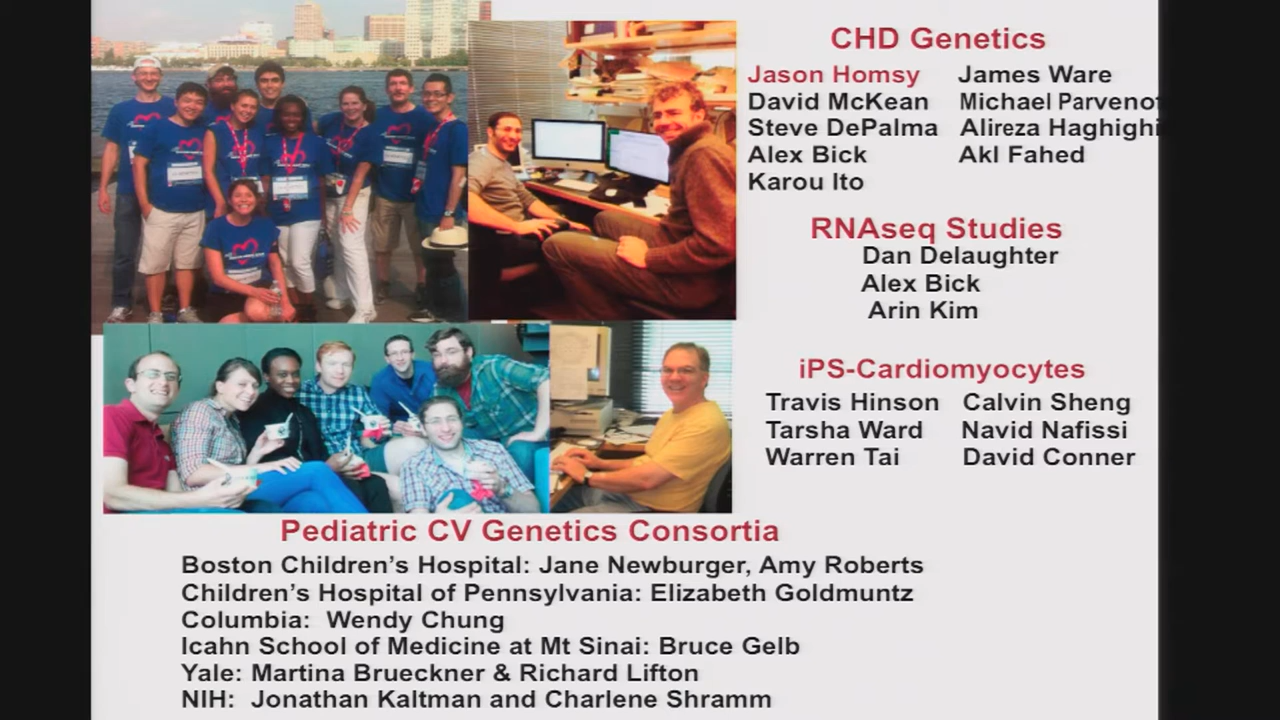 CHD Genetics
Jason Homsy James Ware
David McKean Michael Parveno
Steve DePalma Alireza Haghighi
Alex Bick Akl Fahed
Karou Ito
RNAseq Studies
Dan Delaughter
Alex Bick
Arin Kim
iPS-Cardiomyocytes
Travis Hinson Calvin Sheng
Tarsha Ward Navid Nafissi
Warren Tai David Conner
Pediatric CV Genetics Consortia
Boston Children’s Hospital: Jane Newburger, Amy Roberts
Children’s Hospital of Pennsylvania: Elizabeth Goldmuntz
Columbia: Wendy Chung
Icahn School of Medicine at Mt Sinai: Bruce Gelb
Yale: Martina Brueckner & Richard Lifton
NIH: Jonathan Kaltman and Charlene Shramm